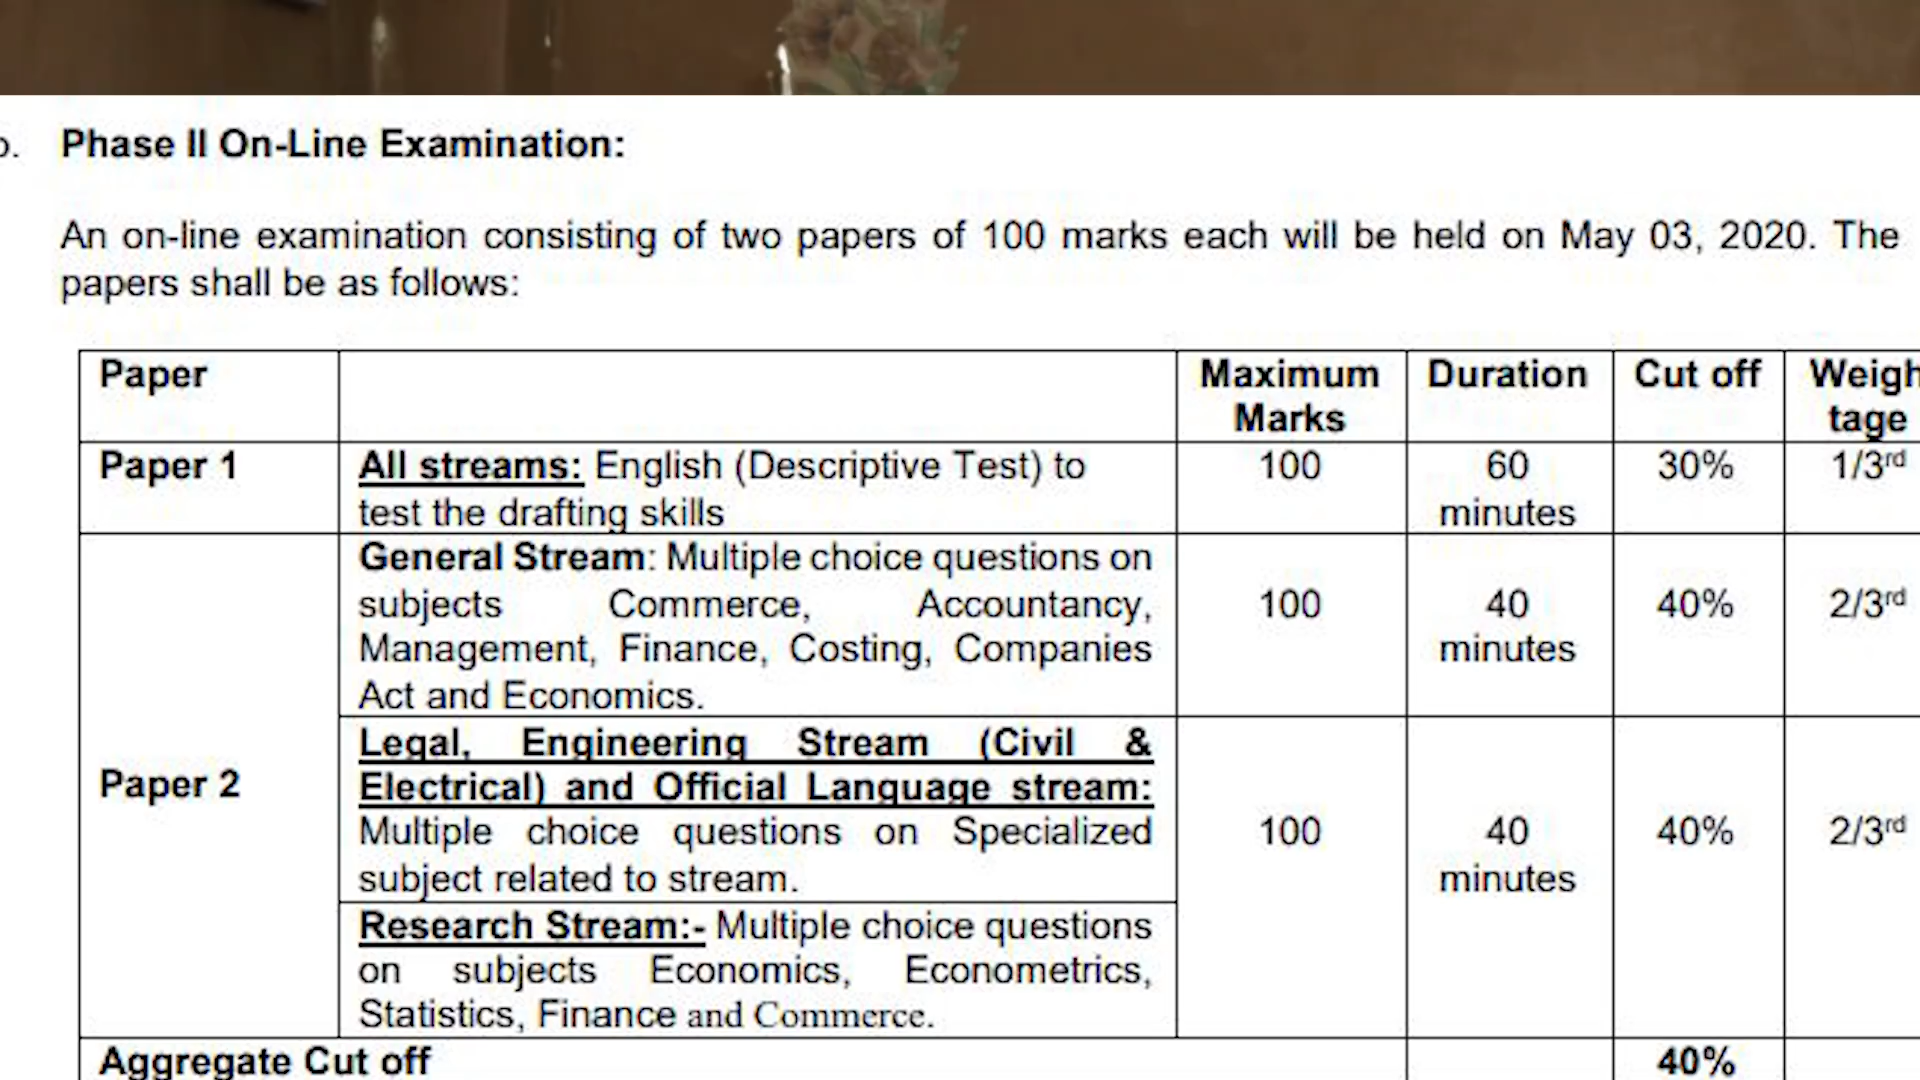 b. Phase II On-Line Examination:
An on-line examination consisting of two papers of 100 marks each will be held on May 03, 2020. The
papers shall be as follows:
Paper Maximum Duration Cut off Weigh
Marks tage
Paper 1 All streams: English (Descriptive Test) to 100 60 30% 1/3rd
test the drafting skills minutes
General Stream: Multiple choice questions on
subjects Commerce, Accountancy, 100 40 40% 2/3rd
Management, Finance, Costing, Companies minutes
Act and Economics.
Legal, Engineering Stream (Civil &
Paper 2 Electrical) and Official Language stream:
Multiple choice questions on Specialized 100 40 40% 2/3rd
subject related to stream. minutes
Research Stream:- Multiple choice questions
on subjects Economics, Econometrics,
Statistics, Finance and Commerce.
Aggregate Cut off 40%